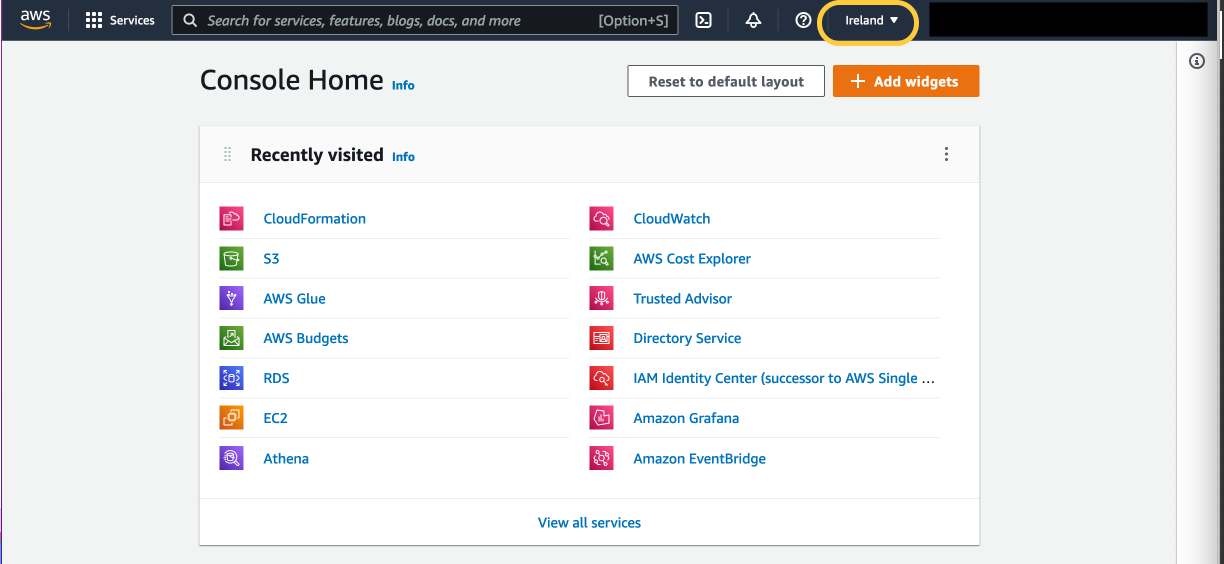 aws Services Search for services, features, blogs, docs, and more [Option+S] Ireland ▼
Console Home Info Reset to default layout + Add widgets
Recently visited Info
CloudFormation CloudWatch
S3 AWS Cost Explorer
AWS Glue Trusted Advisor
AWS Budgets Directory Service
RDS IAM Identity Center (successor to AWS Single ...
EC2 Amazon Grafana
Athena Amazon EventBridge
View all services